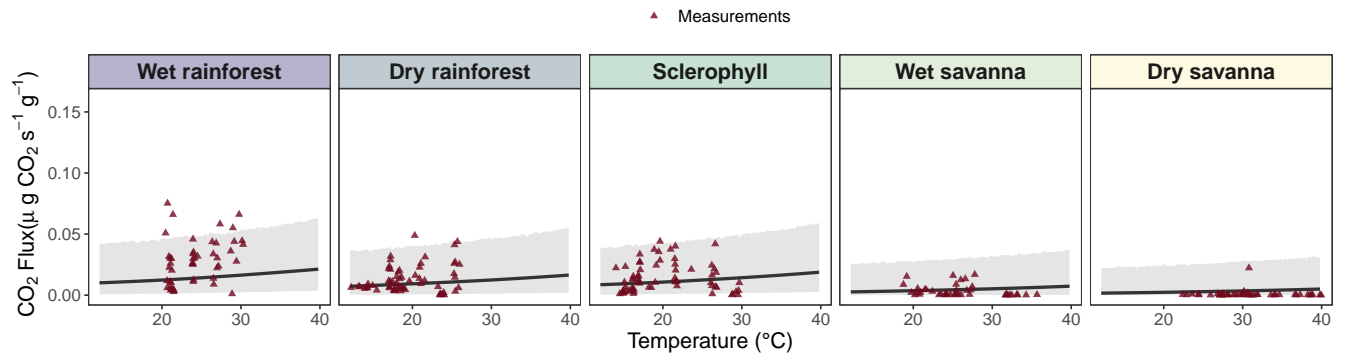 Measurements
Wet rainforest
Dry rainforest
Sclerophyll
Wet savanna
Dry savanna
CO₂ Flux(μ g CO₂ s⁻¹ g⁻¹)
0.15
0.10
0.05
0.00
20 30 40 20 30 40 20 30 40 20 30 40 20 30 40
Temperature (°C)